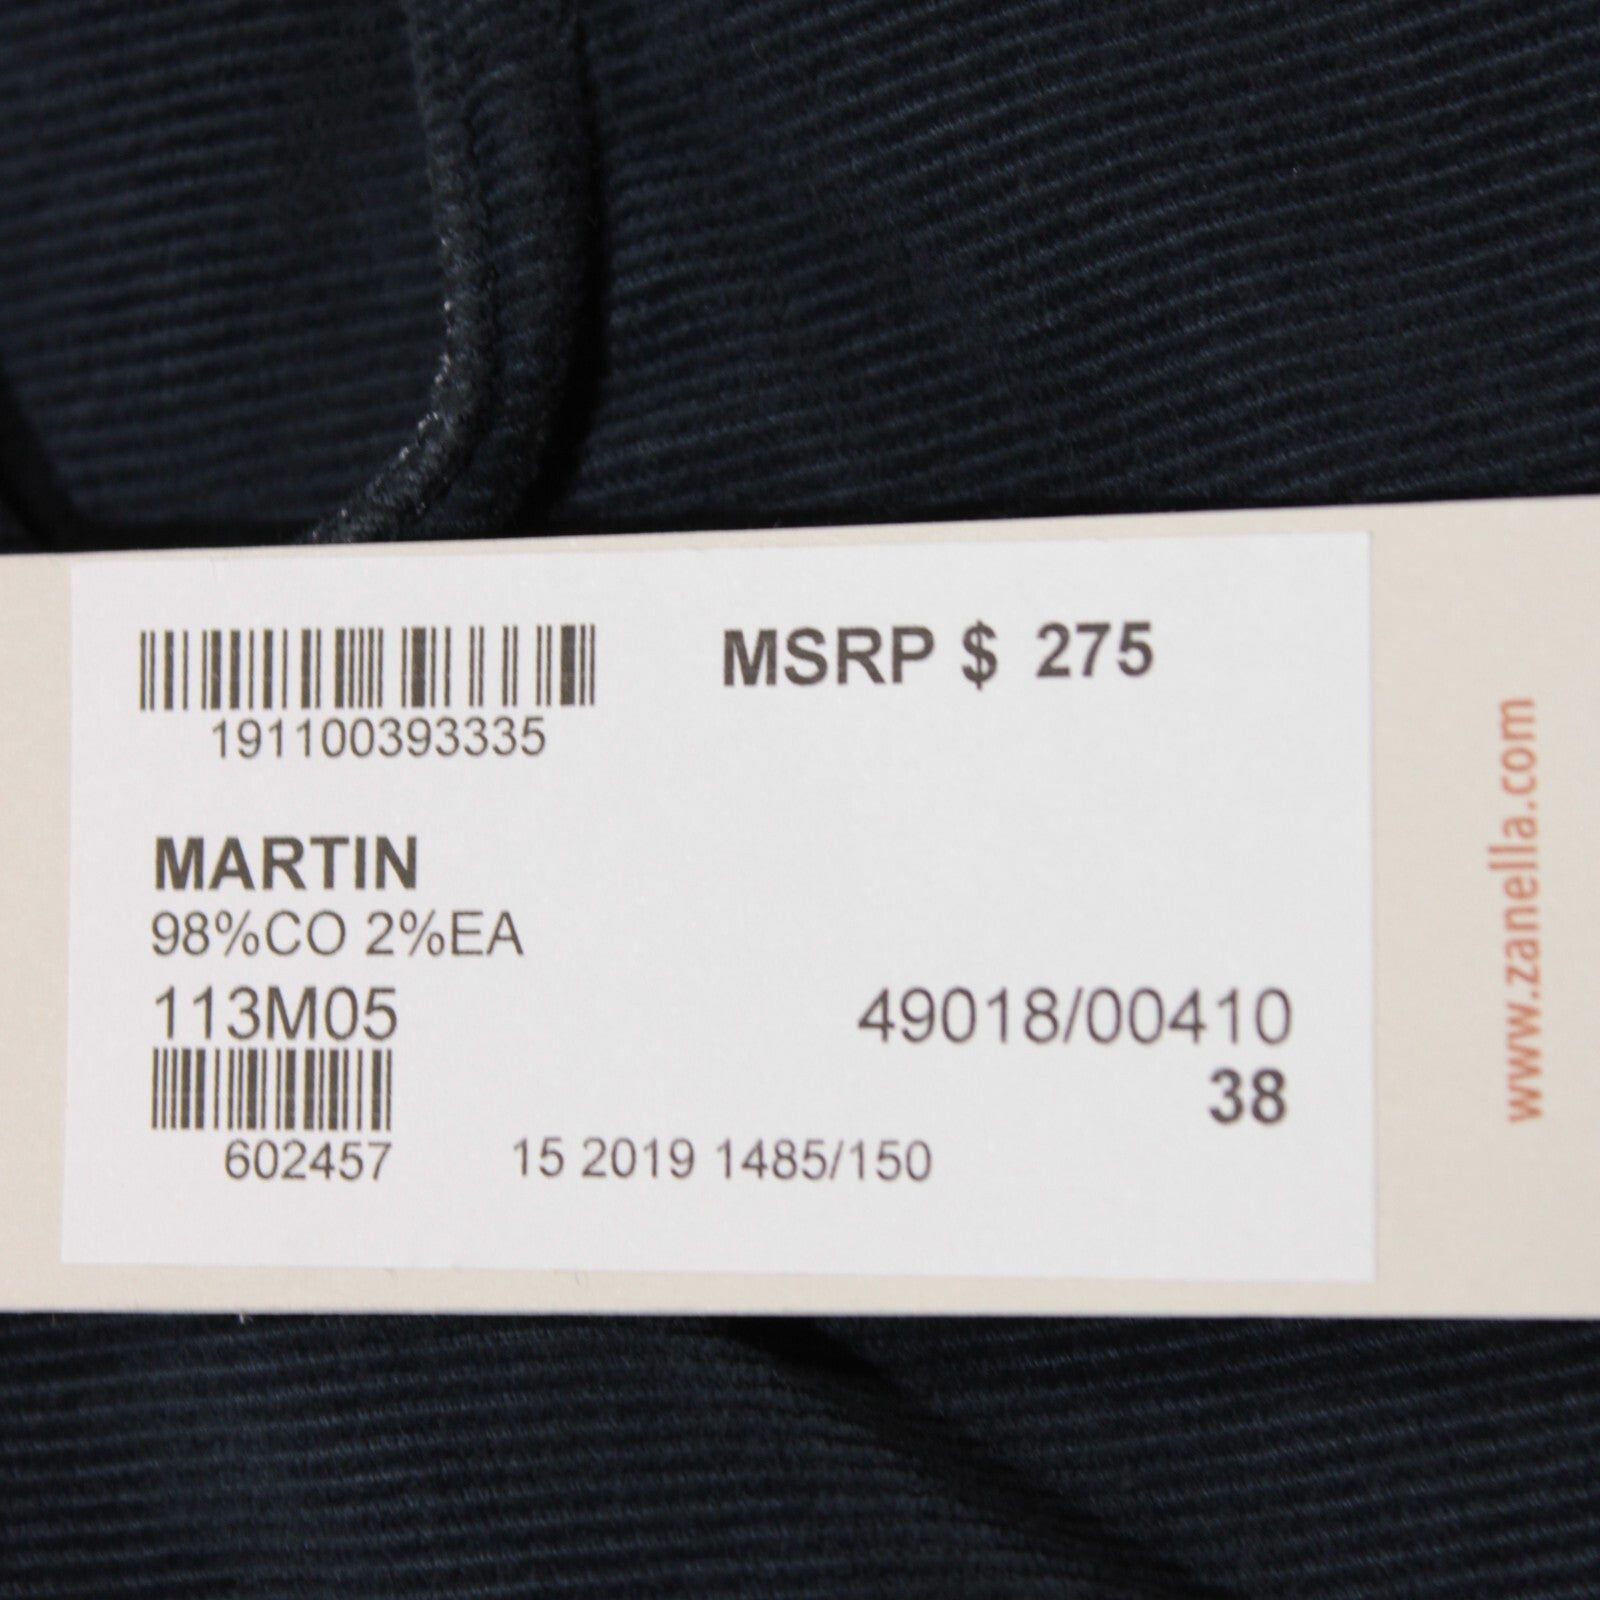 MSRP $ 275
191100393335
MARTIN
98%CO 2%EA
113M05
49018/00410
38
602457
15 2019 1485/150
www.zanella.com